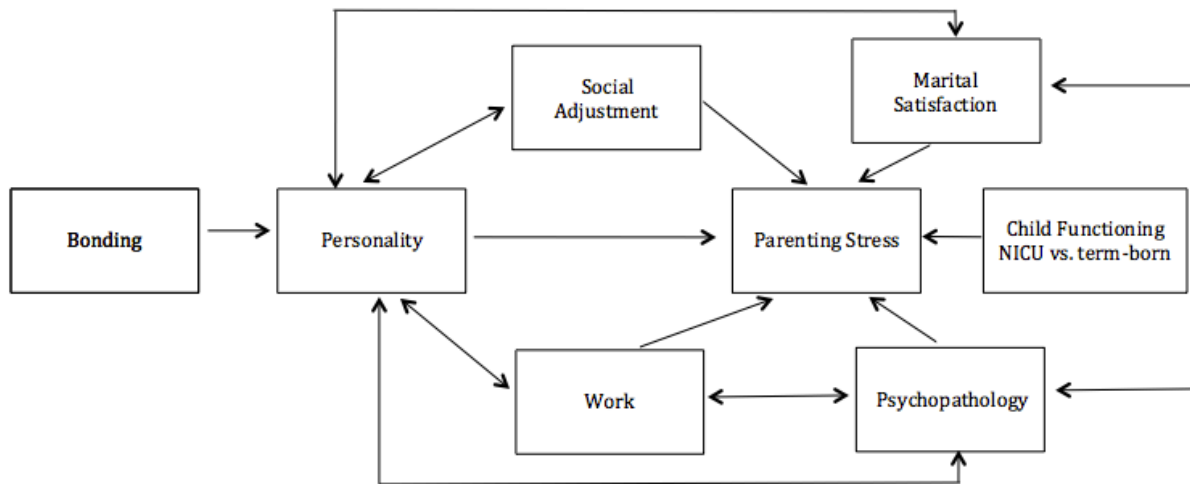 Social
Adjustment
Marital
Satisfaction
Bonding
Personality
Parenting Stress
Child Functioning
NICU vs. term-born
Work
Psychopathology